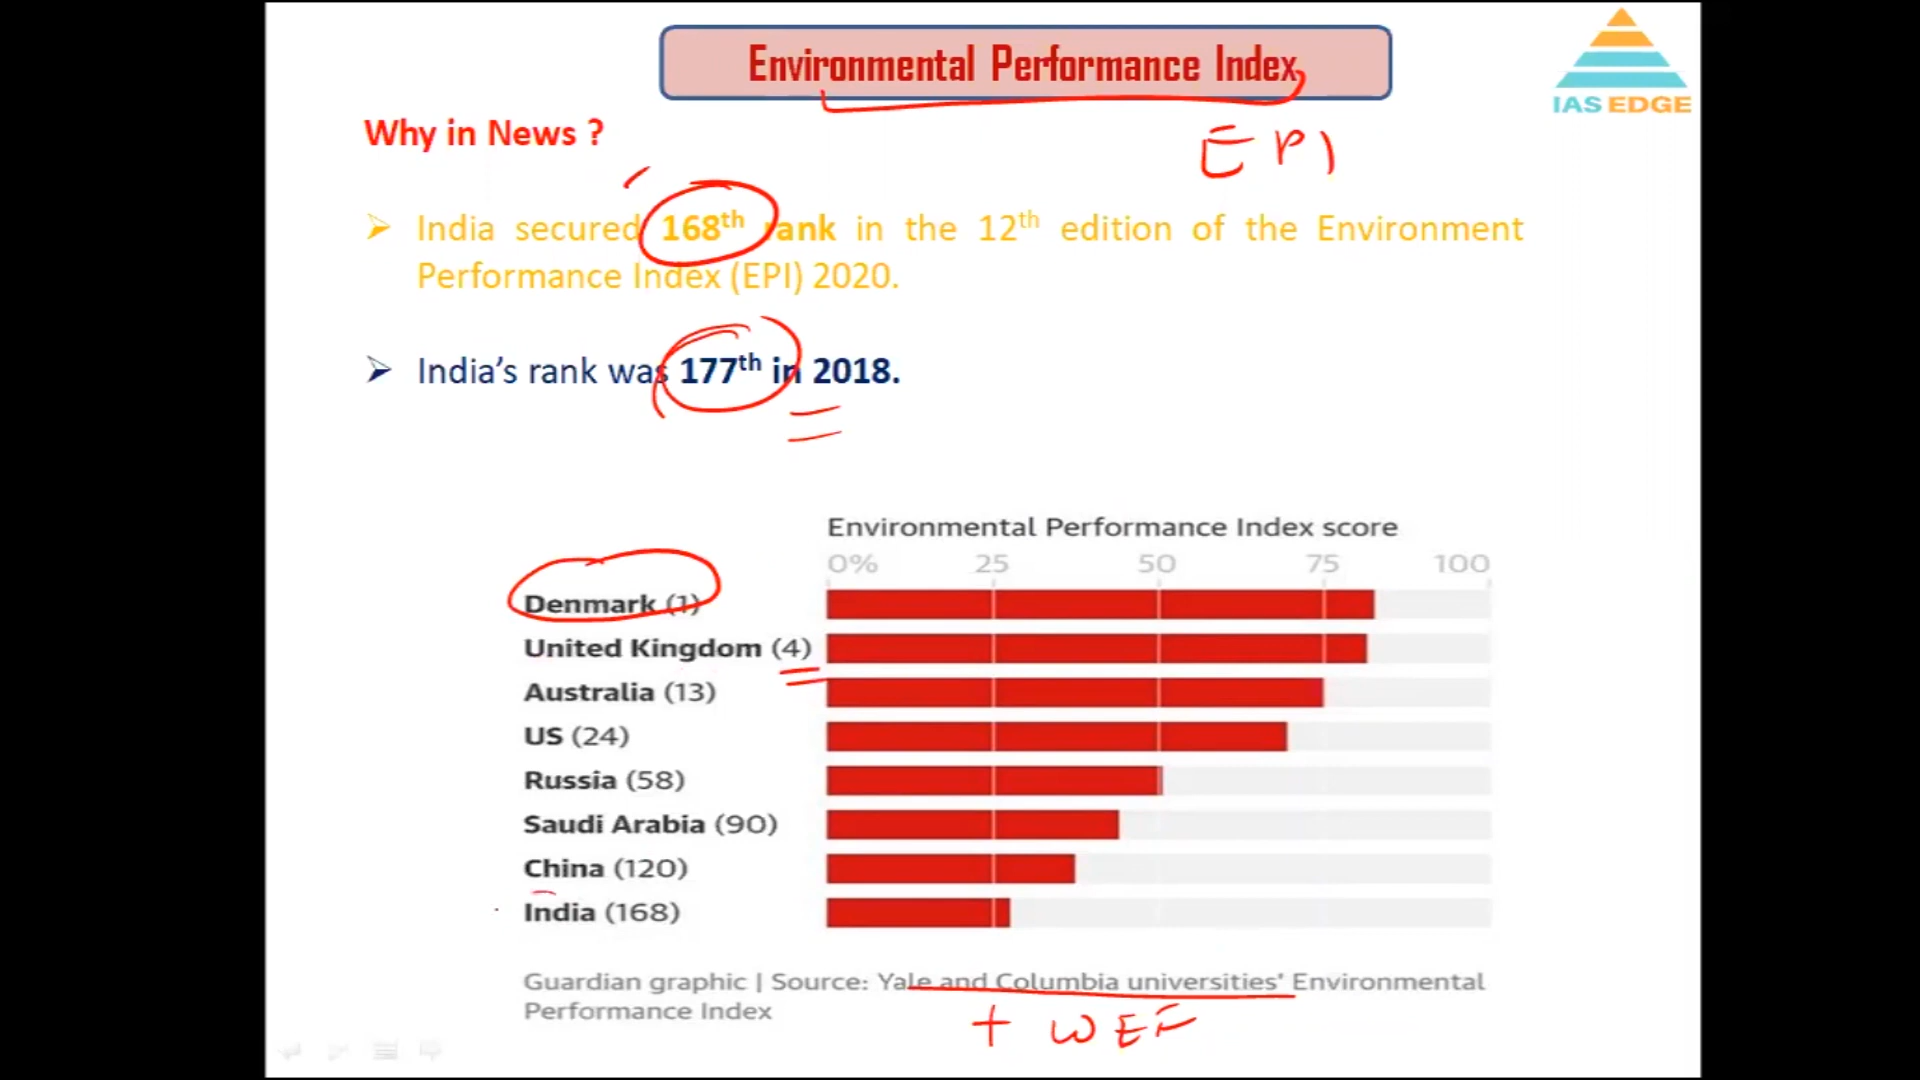 Environmental Performance Index
IAS EDGE
EPI
Why in News ?
India secured 168th rank in the 12th edition of the Environment
Performance Index (EPI) 2020.
India's rank was 177th in 2018.
Environmental Performance Index score
0% 25 50 75 100
Denmark (1)
United Kingdom (4)
Australia (13)
US (24)
Russia (58)
Saudi Arabia (90)
China (120)
India (168)
Guardian graphic | Source: Yale and Columbia universities' Environmental
Performance Index
+ WEF